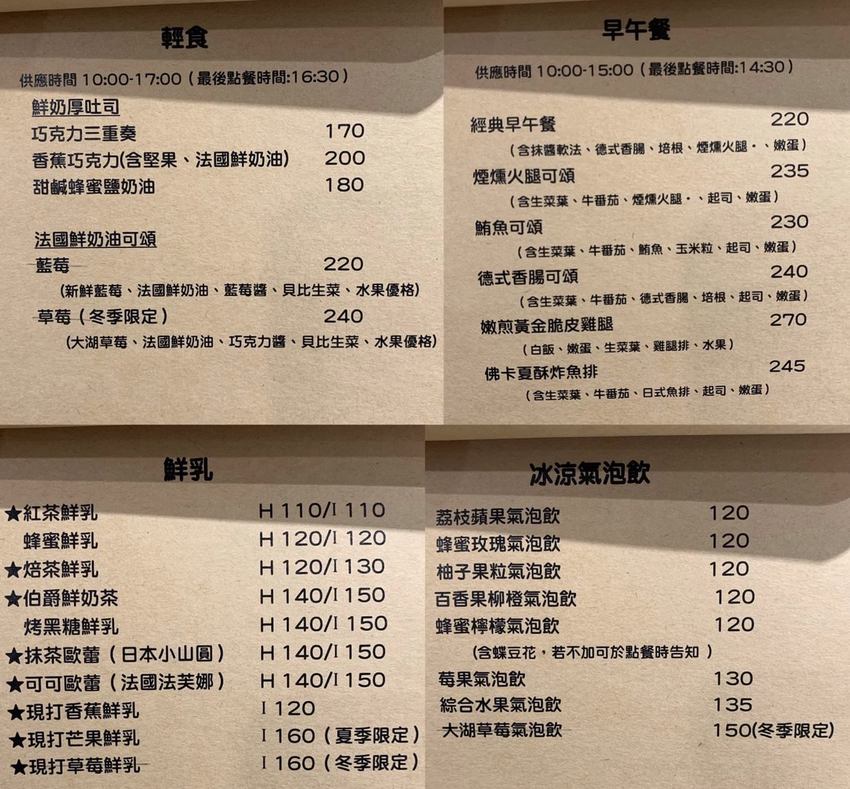 輕食
供應時間 10:00-17:00（最後點餐時間:16:30）
鮮奶厚吐司
巧克力三重奏 170
香蕉巧克力(含堅果、法國鮮奶油) 200
甜鹹蜂蜜鹽奶油 180
法國鮮奶油可頌
藍莓 220
(新鮮藍莓、法國鮮奶油、藍莓醬、貝比生菜、水果優格)
草莓（冬季限定） 240
(大湖草莓、法國鮮奶油、巧克力醬、貝比生菜、水果優格)
早午餐
供應時間 10:00-15:00（最後點餐時間:14:30）
經典早午餐 220
（含抹醬軟法、德式香腸、培根、煙燻火腿・、嫩蛋）
煙燻火腿可頌 235
（含生菜葉、牛番茄、煙燻火腿・、起司、嫩蛋）
鮪魚可頌 230
（含生菜葉、牛番茄、鮪魚、玉米粒、起司、嫩蛋）
德式香腸可頌 240
（含生菜葉、牛番茄、德式香腸、培根、起司、嫩蛋）
嫩煎黃金脆皮雞腿 270
（白飯、嫩蛋、生菜葉、雞腿排、水果）
佛卡夏酥炸魚排 245
（含生菜葉、牛番茄、日式魚排、起司、嫩蛋）
鮮乳
★紅茶鮮乳 H 110/I 110
蜂蜜鮮乳 H 120/I 120
★焙茶鮮乳 H 120/I 130
★伯爵鮮奶茶 H 140/I 150
烤黑糖鮮乳 H 140/I 150
★抹茶歐蕾（日本小山圓） H 140/I 150
★可可歐蕾（法國法芙娜） H 140/I 150
★現打香蕉鮮乳 I 120
★現打芒果鮮乳 I 160（夏季限定）
★現打草莓鮮乳 I 160（冬季限定）
冰涼氣泡飲
荔枝蘋果氣泡飲 120
蜂蜜玫瑰氣泡飲 120
柚子果粒氣泡飲 120
百香果柳橙氣泡飲 120
蜂蜜檸檬氣泡飲 120
（含蝶豆花，若不加可於點餐時告知 ）
莓果氣泡飲 130
綜合水果氣泡飲 135
大湖草莓氣泡飲 150(冬季限定)